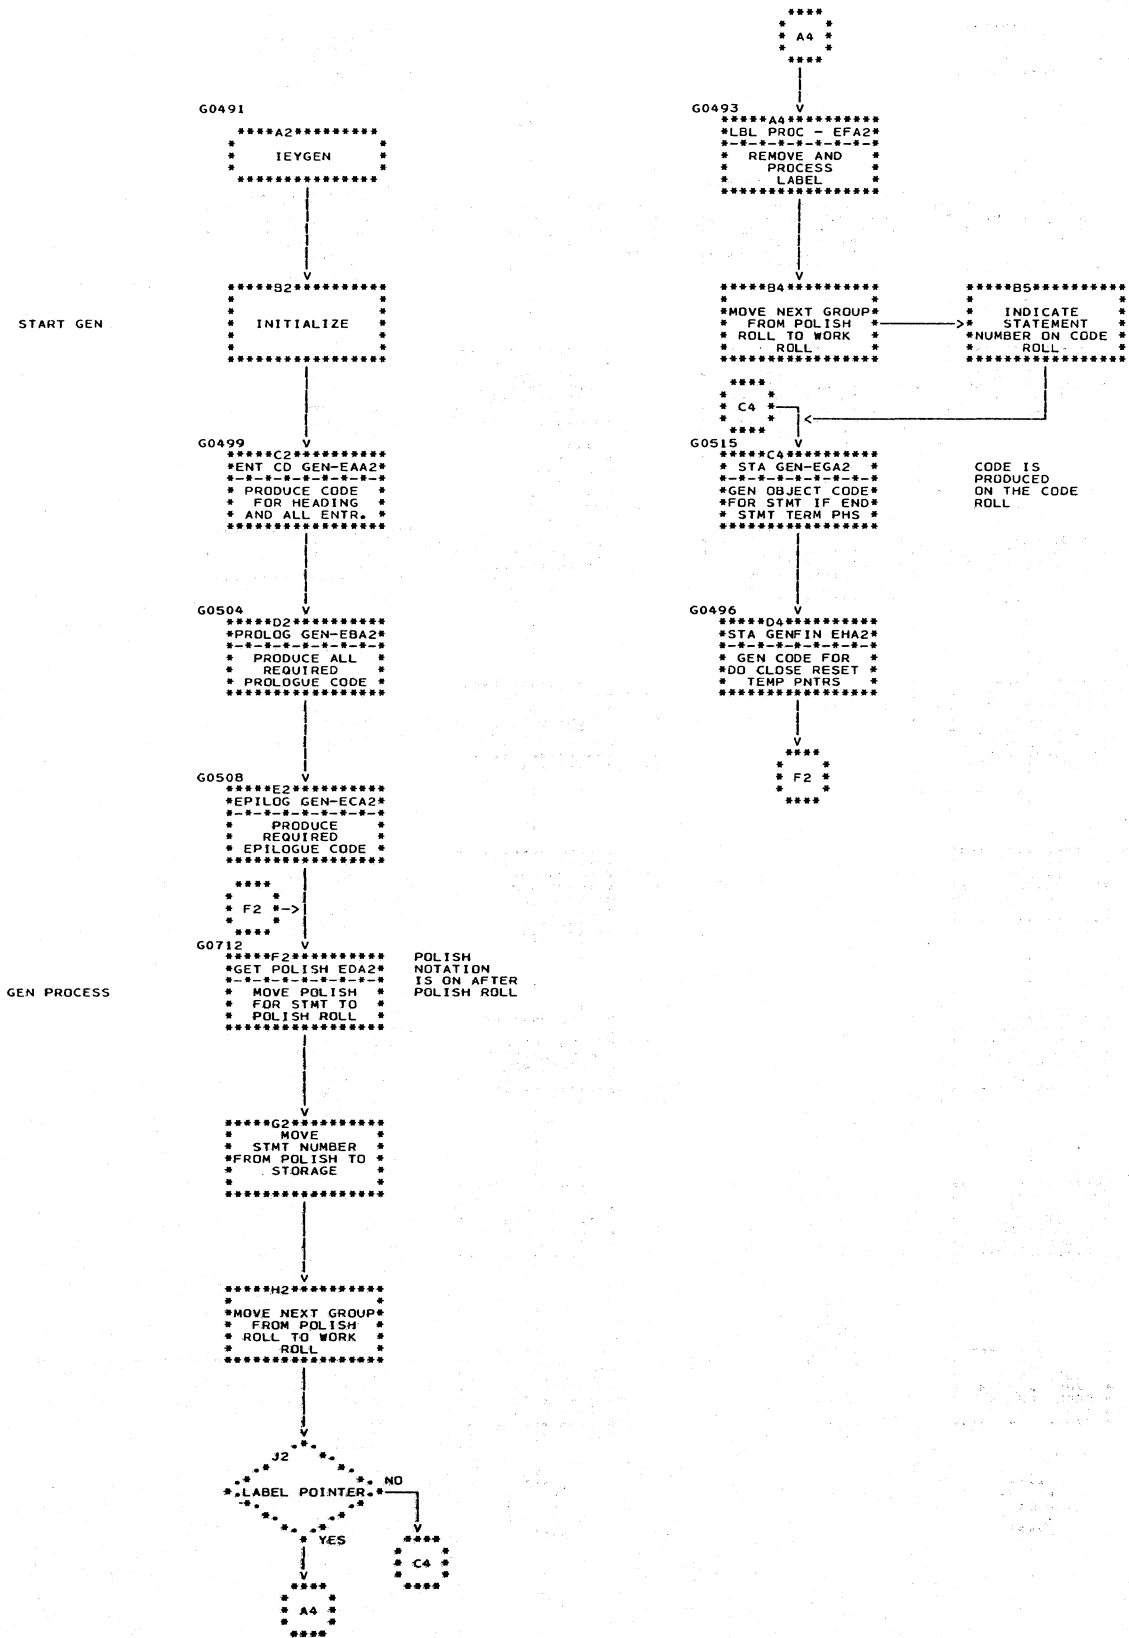 G0491
A2
IEYGEN
START GEN
B2
INITIALIZE
G0499
C2
ENT CD GEN-EAA2
PRODUCE CODE
FOR HEADING
AND ALL ENTR.
G0504
D2
PROLOG GEN-EBA2
PRODUCE ALL
REQUIRED
PROLOGUE CODE
G0508
E2
EPILOG GEN-ECA2
PRODUCE
REQUIRED
EPILOGUE CODE
F2
GEN PROCESS
G0712
F2
GET POLISH EDA2
MOVE POLISH
FOR STMT TO
POLISH ROLL
POLISH
NOTATION
IS ON AFTER
POLISH ROLL
G2
MOVE
STMT NUMBER
FROM POLISH TO
STORAGE
H2
MOVE NEXT GROUP
FROM POLISH
ROLL TO WORK
ROLL
J2
LABEL POINTER
NO
YES
C4
A4
A4
G0493
A4
LBL PROC - EFA2
REMOVE AND
PROCESS
LABEL
B4
MOVE NEXT GROUP
FROM POLISH
ROLL TO WORK
ROLL
B5
INDICATE
STATEMENT
NUMBER ON CODE
ROLL
C4
G0515
C4
STA GEN-EGA2
GEN OBJECT CODE
FOR STMT IF END
STMT TERM PHS
CODE IS
PRODUCED
ON THE CODE
ROLL
G0496
D4
STA GENFIN EHA2
GEN CODE FOR
DO CLOSE RESET
TEMP PNTRS
F2